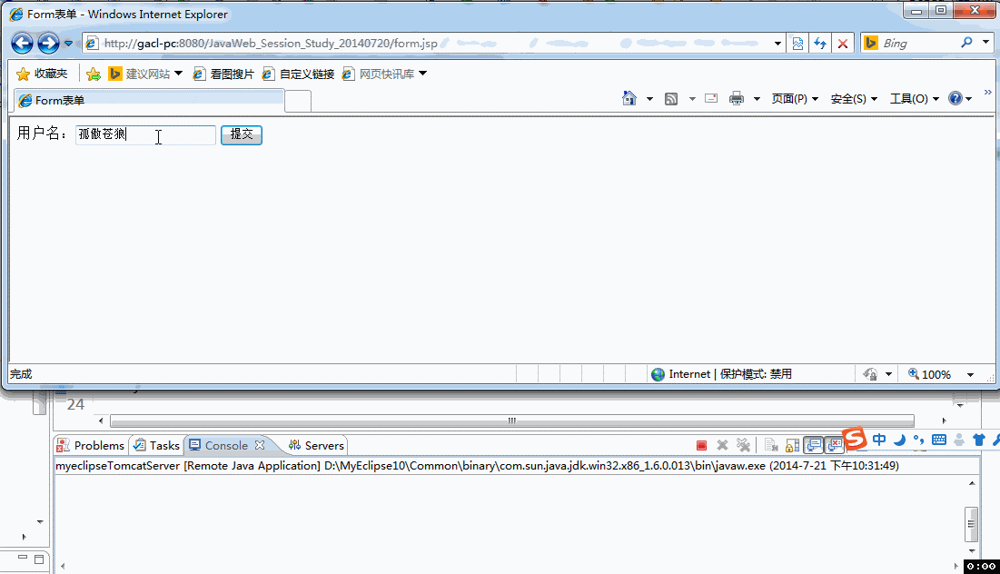 Form表单 - Windows Internet Explorer
http://gacl-pc:8080/JavaWeb_Session_Study_20140720/form.jsp
Bing
收藏夹 建议网站 看图搜片 自定义链接 网页快讯库
Form表单
页面(P) 安全(S) 工具(O)
用户名： 孤傲苍狼 提交
完成 Internet | 保护模式: 禁用 100%
24
Problems Tasks Console Servers
中
myeclipseTomcatServer [Remote Java Application] D:\MyEclipse10\Common\binary\com.sun.java.jdk.win32.x86_1.6.0.013\bin\javaw.exe (2014-7-21 下午10:31:49)
0:00